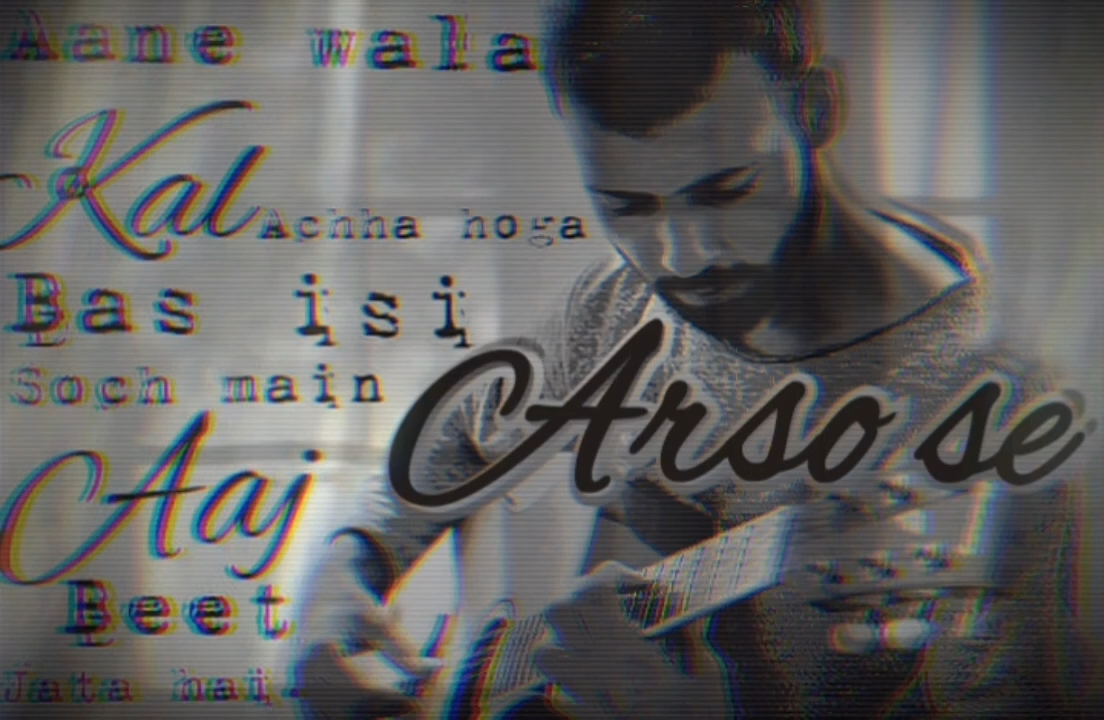 Aane wala
Kal Achha hoga
Bas isi
Soch main
Arso se
Aaj
Beet
Jata hai.